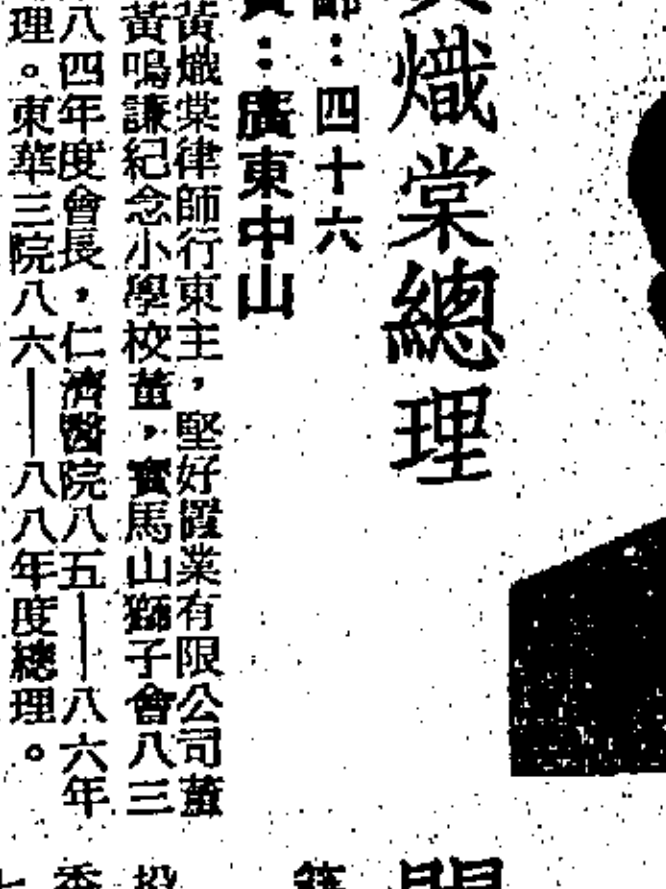 熾棠總理
：四十六
：廣東中山
黃熾棠律師行東主，堅好置業有限公司董
黃鳴謙紀念小學校董，寶馬山獅子會八三
八四年度會長，仁濟醫院八五——八六年
理。東華三院八六——八八年度總理。